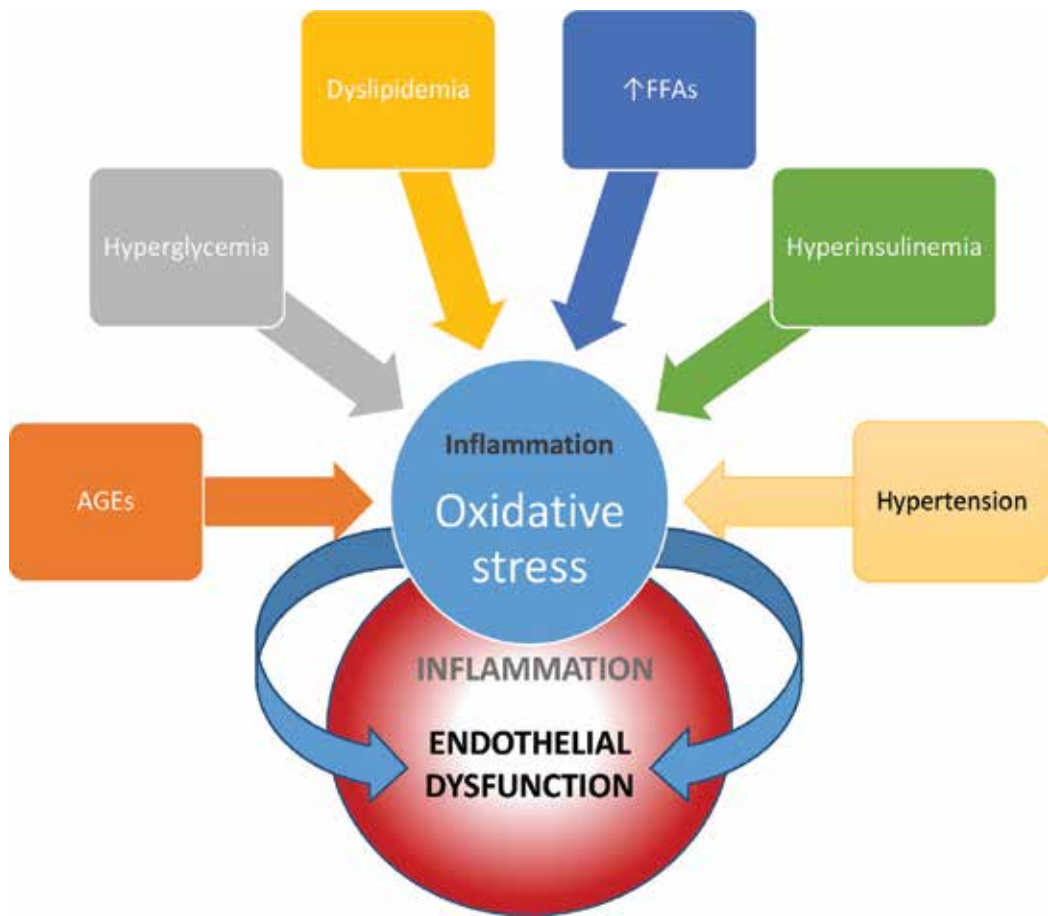 Dyslipidemia
↑FFAs
Hyperglycemia
Hyperinsulinemia
AGEs
Inflammation
Oxidative
stress
Hypertension
INFLAMMATION
ENDOTHELIAL
DYSFUNCTION